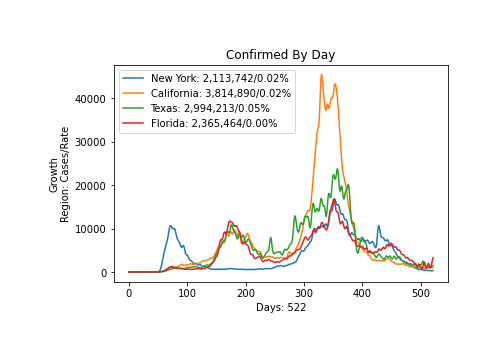 Confirmed By Day
New York: 2,113,742/0.02%
California: 3,814,890/0.02%
Texas: 2,994,213/0.05%
Florida: 2,365,464/0.00%
Growth
Region: Cases/Rate
40000
30000
20000
10000
0
0 100 200 300 400 500
Days: 522